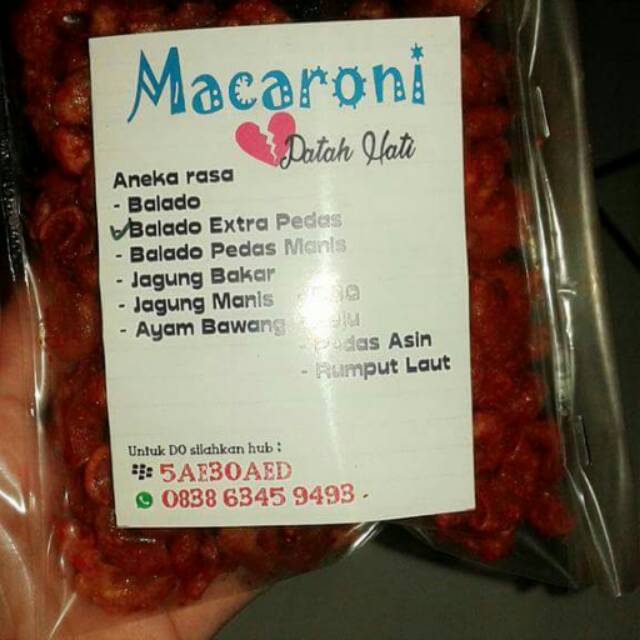 Macaroni
Patah Hati
Aneka rasa
- Balado
- Balado Extra Pedas
- Balado Pedas Manis
- Jagung Bakar
- Jagung Manis
- Ayam Bawang
- Pedas Asin
- Rumput Laut
Untuk DO silahkan hub :
5AE30AED
0838 6345 9493